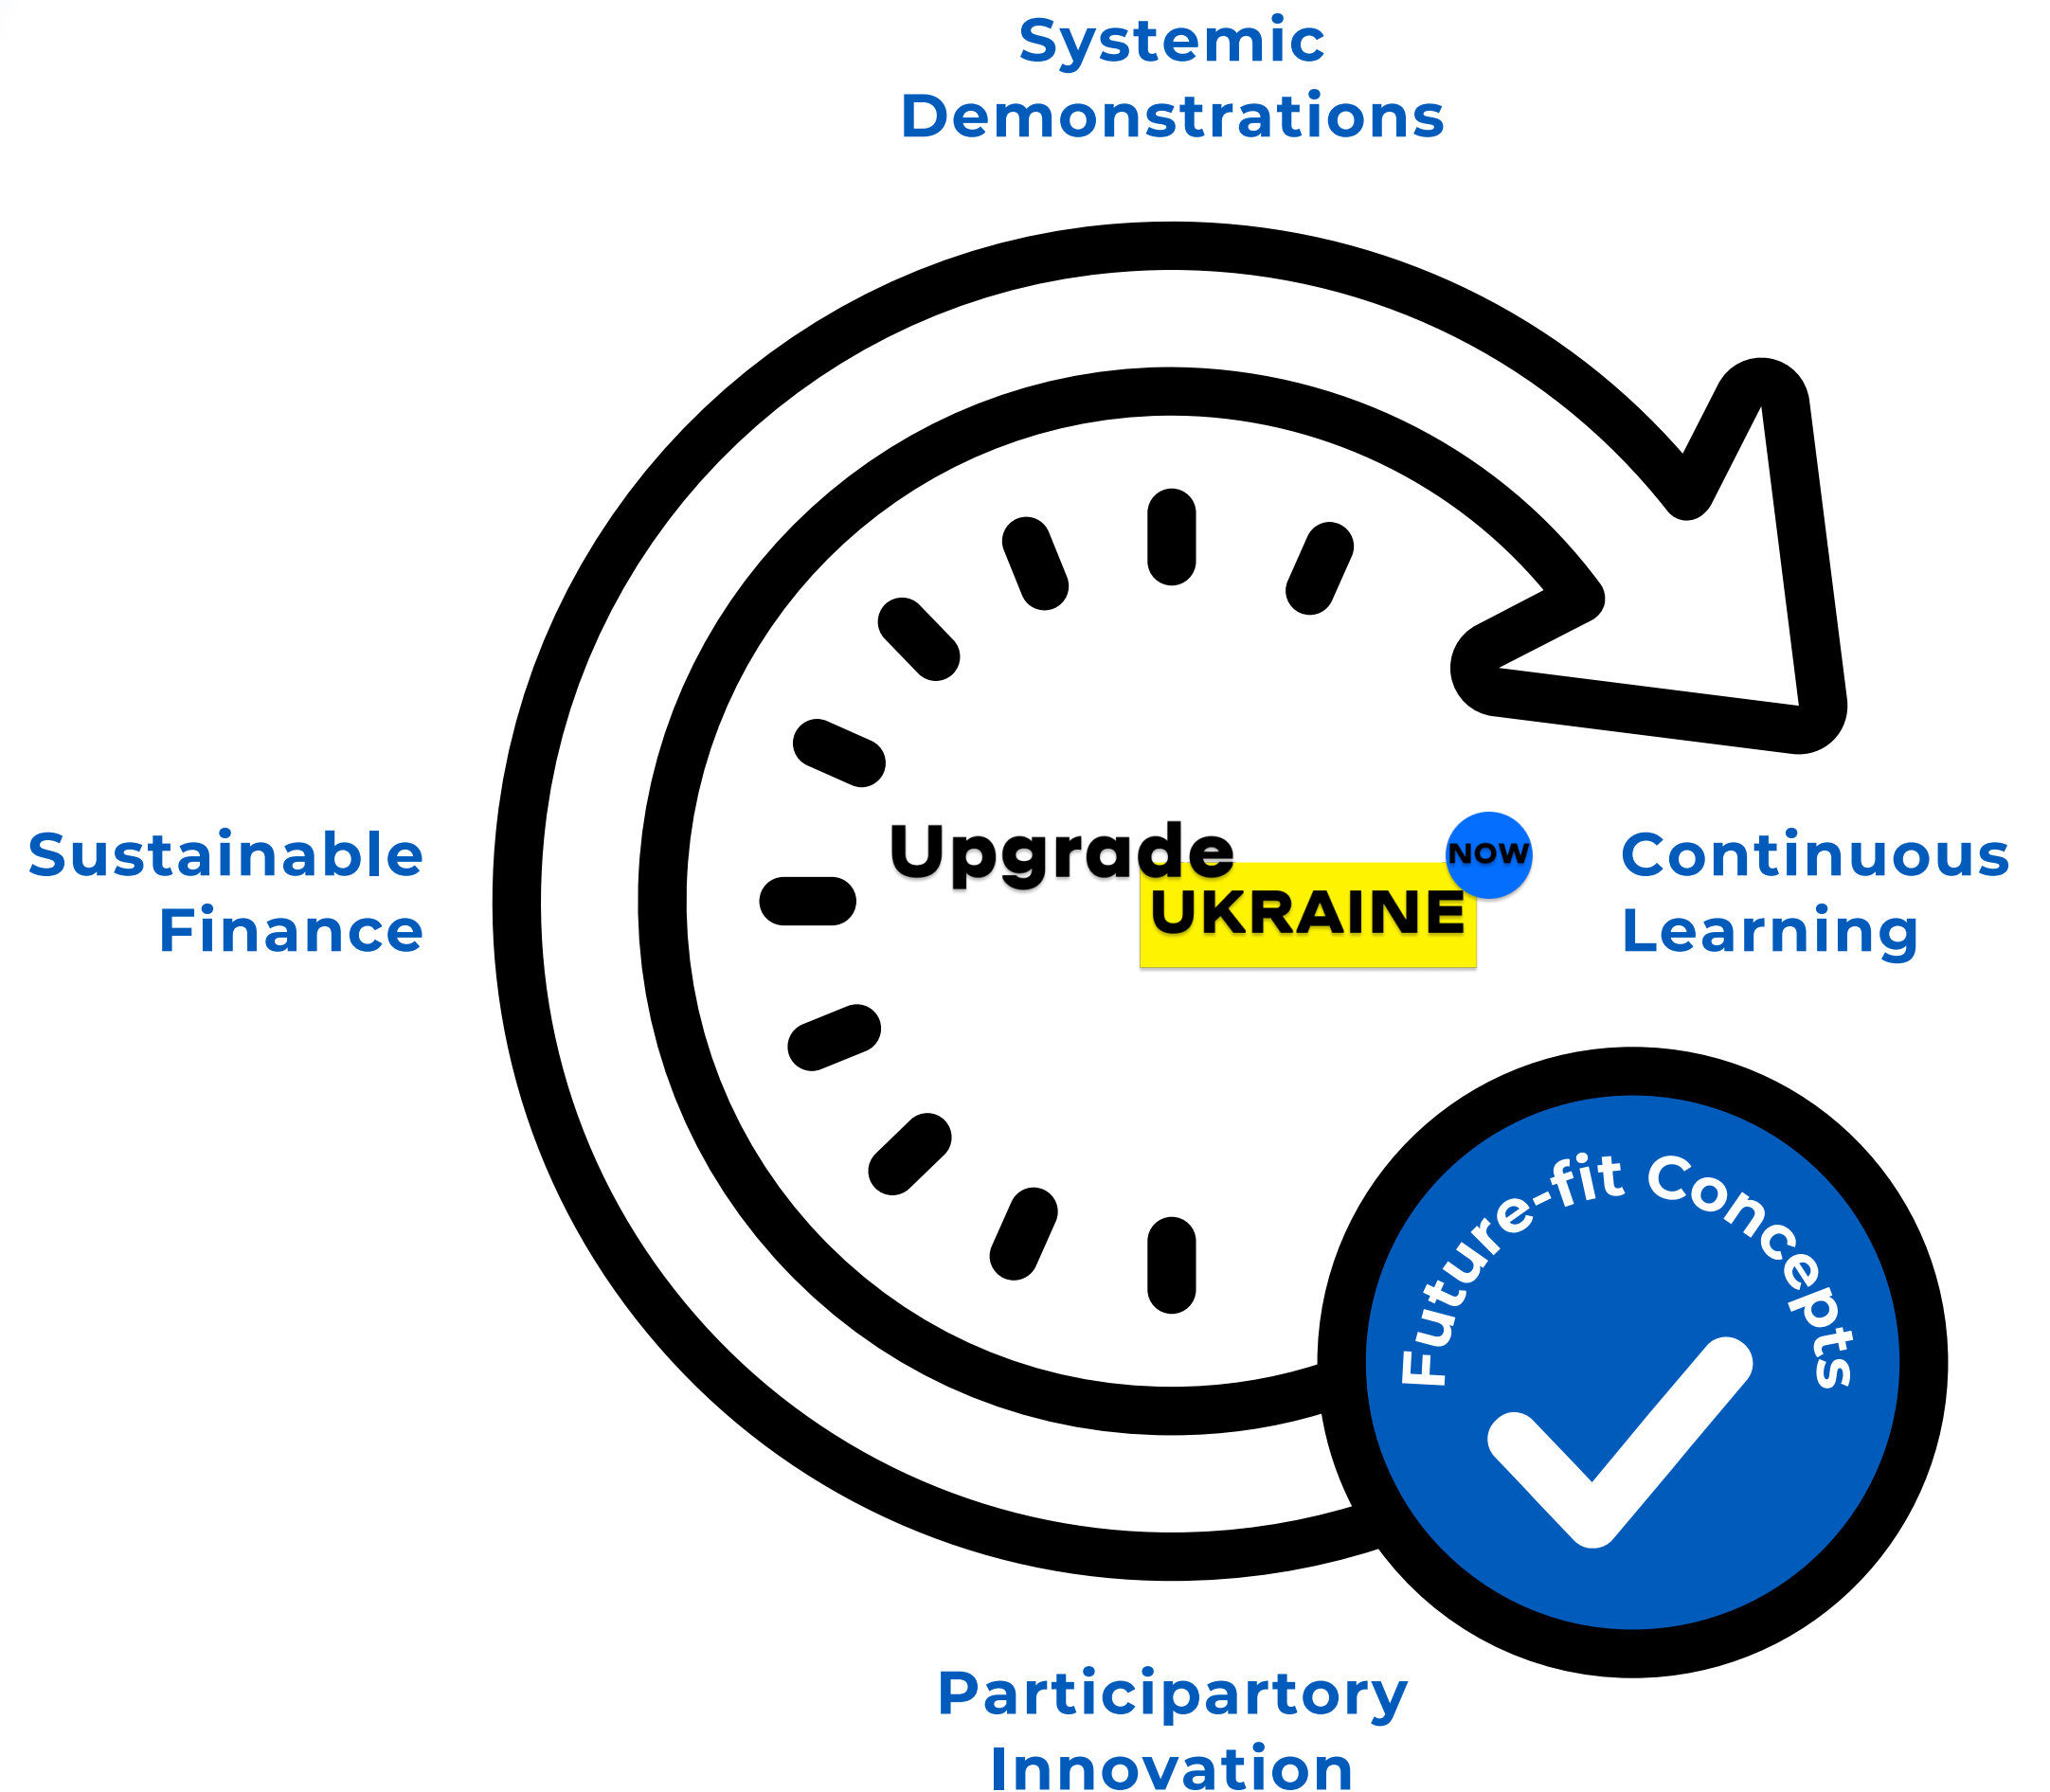 Systemic
Demonstrations
Sustainable
Finance
Upgrade
NOW
UKRAINE
Continuous
Learning
Future-fit Concepts
Participartory
Innovation